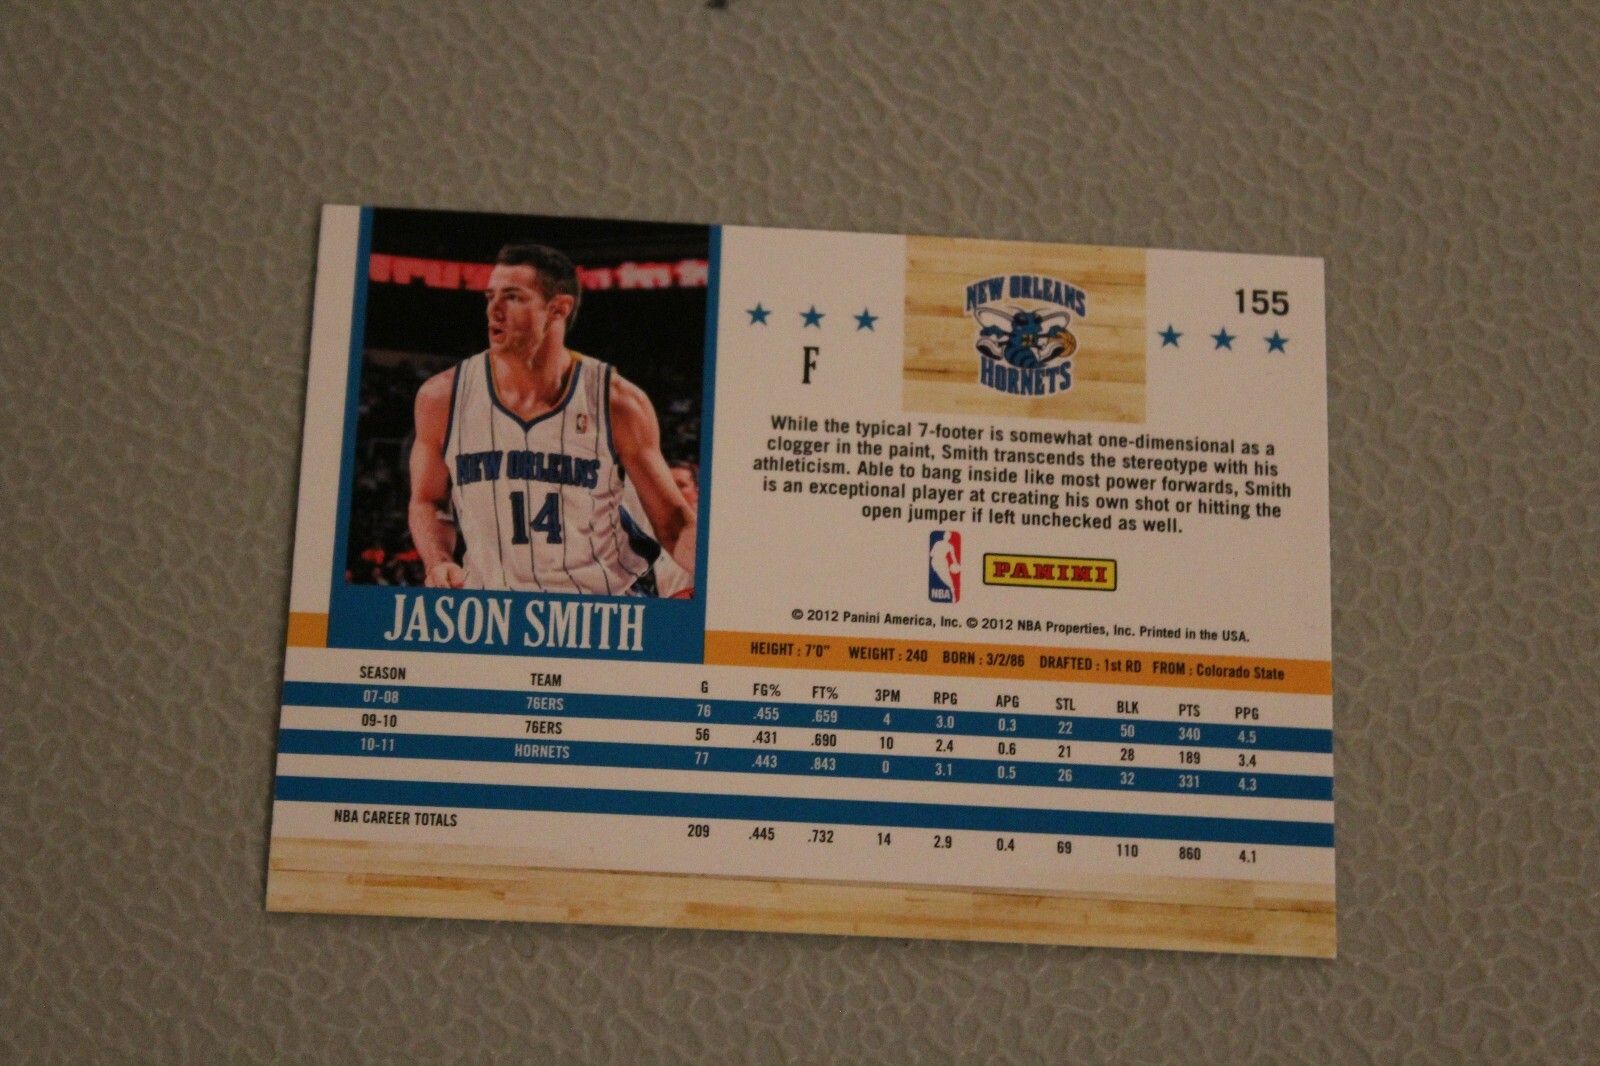 155
NEW ORLEANS
HORNETS
F
While the typical 7-footer is somewhat one-dimensional as a
clogger in the paint, Smith transcends the stereotype with his
athleticism. Able to bang inside like most power forwards, Smith
is an exceptional player at creating his own shot or hitting the
open jumper if left unchecked as well.
NEW ORLEANS
14
NBA
PANINI
JASON SMITH
© 2012 Panini America, Inc. © 2012 NBA Properties, Inc. Printed in the USA.
HEIGHT : 7'0" WEIGHT : 240 BORN : 3/2/86 DRAFTED : 1st RD FROM : Colorado State
SEASON TEAM G FG% FT% 3PM RPG APG STL BLK PTS PPG
07-08 76ERS 76 .455 .659 4 3.0 0.3 22 50 340 4.5
09-10 76ERS 56 .431 .690 10 2.4 0.6 21 28 189 3.4
10-11 HORNETS 77 .443 .843 0 3.1 0.5 26 32 331 4.3
NBA CAREER TOTALS 209 .445 .732 14 2.9 0.4 69 110 860 4.1